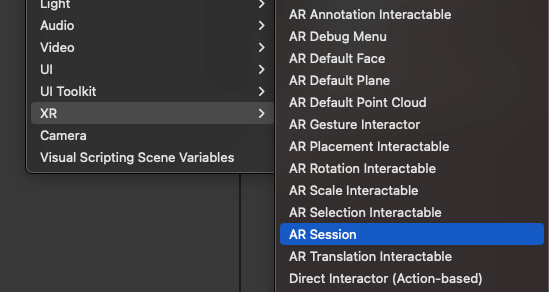 Light
Audio
Video
UI
UI Toolkit
XR
Camera
Visual Scripting Scene Variables
AR Annotation Interactable
AR Debug Menu
AR Default Face
AR Default Plane
AR Default Point Cloud
AR Gesture Interactor
AR Placement Interactable
AR Rotation Interactable
AR Scale Interactable
AR Selection Interactable
AR Session
AR Translation Interactable
Direct Interactor (Action-based)